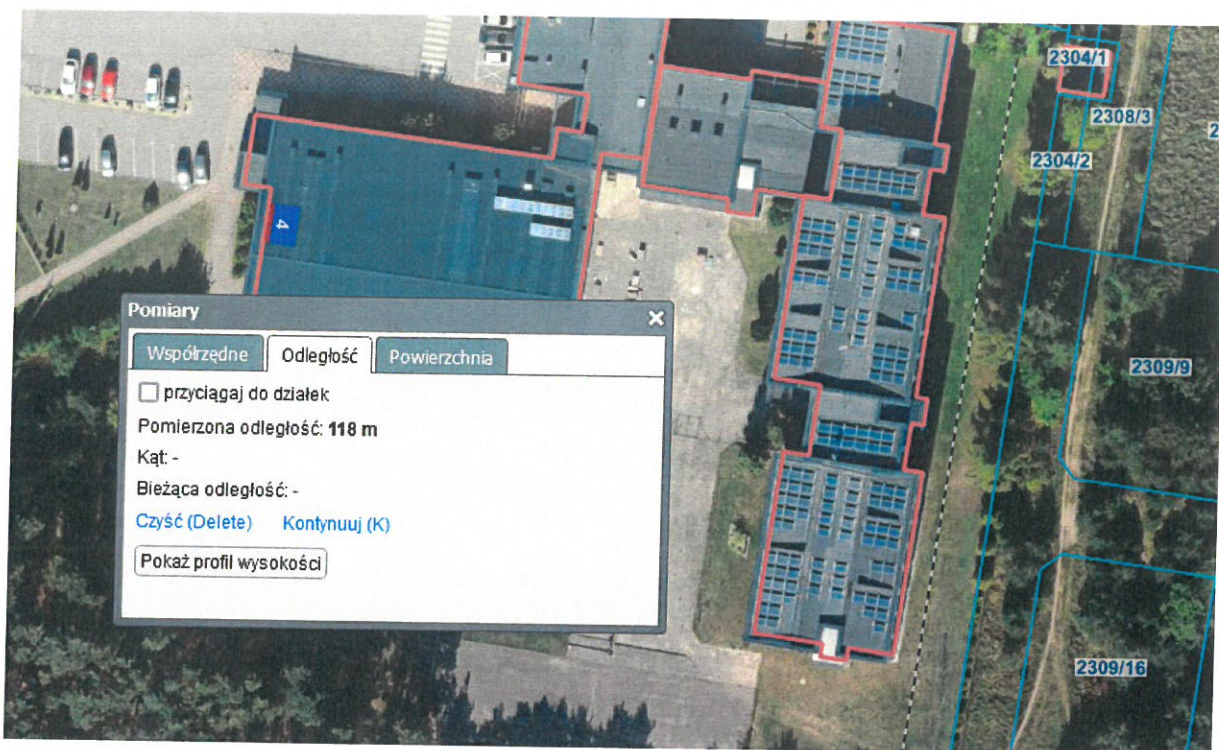 2304/1
2308/3
2
2304/2
4
Pomiary
Współrzędne Odległość Powierzchnia
przyciągaj do działek
Pomierzona odległość: 118 m
Kąt: -
Bieżąca odległość: -
Czyść (Delete) Kontynuuj (K)
Pokaż profil wysokości
2309/9
2309/16